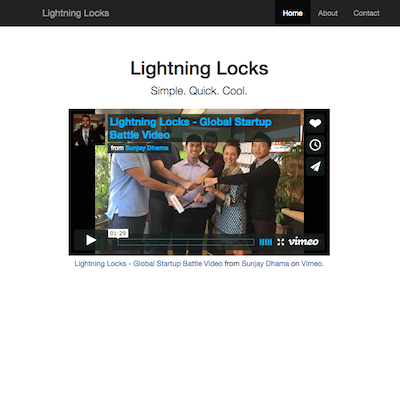 Lightning Locks
Home
About
Contact
Lightning Locks
Simple. Quick. Cool.
Lightning Locks - Global Startup
Battle Video
from Sunjay Dhama
01:29
vimeo
Lightning Locks - Global Startup Battle Video from Sunjay Dhama on Vimeo.